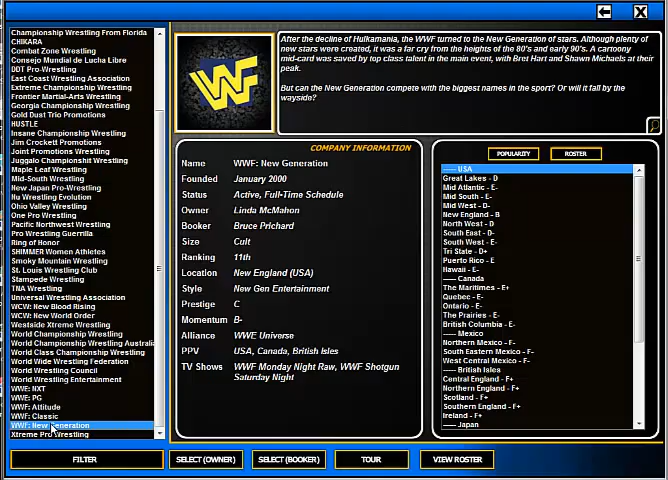 Championship Wrestling From Florida
CHIKARA
Combat Zone Wrestling
Consejo Mundial de Lucha Libre
DDT Pro-Wrestling
East Coast Wrestling Association
Extreme Championship Wrestling
Frontier Martial-Arts Wrestling
Georgia Championship Wrestling
Gold Dust Trio Promotions
HUSTLE
Insane Championship Wrestling
Jim Crockett Promotions
Joint Promotions Wrestling
Juggalo Championshit Wrestling
Maple Leaf Wrestling
Mid-South Wrestling
New Japan Pro-Wrestling
Nu Wrestling Evolution
Ohio Valley Wrestling
One Pro Wrestling
Pacific Northwest Wrestling
Pro Wrestling Guerrilla
Ring of Honor
SHIMMER Women Athletes
Smoky Mountain Wrestling
St. Louis Wrestling Club
Stampede Wrestling
TNA Wrestling
Universal Wrestling Association
WCW: New Blood Rising
WCW: New World Order
Westside Xtreme Wrestling
World Championship Wrestling
World Championship Wrestling Australia
World Class Championship Wrestling
World Wide Wrestling Federation
World Wrestling Council
World Wrestling Entertainment
WWE: NXT
WWE: PG
WWF: Attitude
WWF: Classic
WWF: New Generation
Xtreme Pro Wrestling
FILTER
WF
After the decline of Hulkamania, the WWF turned to the New Generation of stars. Although plenty of
new stars were created, it was a far cry from the heights of the 80's and early 90's. A cartoony
mid-card was saved by top class talent in the main event, with Bret Hart and Shawn Michaels at their
peak.
But can the New Generation compete with the biggest names in the sport? Or will it fall by the
wayside?
COMPANY INFORMATION
Name WWF: New Generation
Founded January 2000
Status Active, Full-Time Schedule
Owner Linda McMahon
Booker Bruce Prichard
Size Cult
Ranking 11th
Location New England (USA)
Style New Gen Entertainment
Prestige C
Momentum B-
Alliance WWE Universe
PPV USA, Canada, British Isles
TV Shows WWF Monday Night Raw, WWF Shotgun
Saturday Night
POPULARITY ROSTER
----- USA
Great Lakes - D
Mid Atlantic - E-
Mid South - E-
Mid West - D-
New England - B
North West - D
South East - D-
South West - E-
Tri State - D+
Puerto Rico - E
Hawaii - E-
----- Canada
The Maritimes - E+
Quebec - E-
Ontario - E-
The Prairies - E-
British Columbia - E-
----- Mexico
Northern Mexico - F-
South Eastern Mexico - F-
West Central Mexico - F-
----- British Isles
Central England - F+
Northern England - F+
Scotland - F+
Southern England - F+
Ireland - F+
----- Japan
SELECT (OWNER) SELECT (BOOKER) TOUR VIEW ROSTER